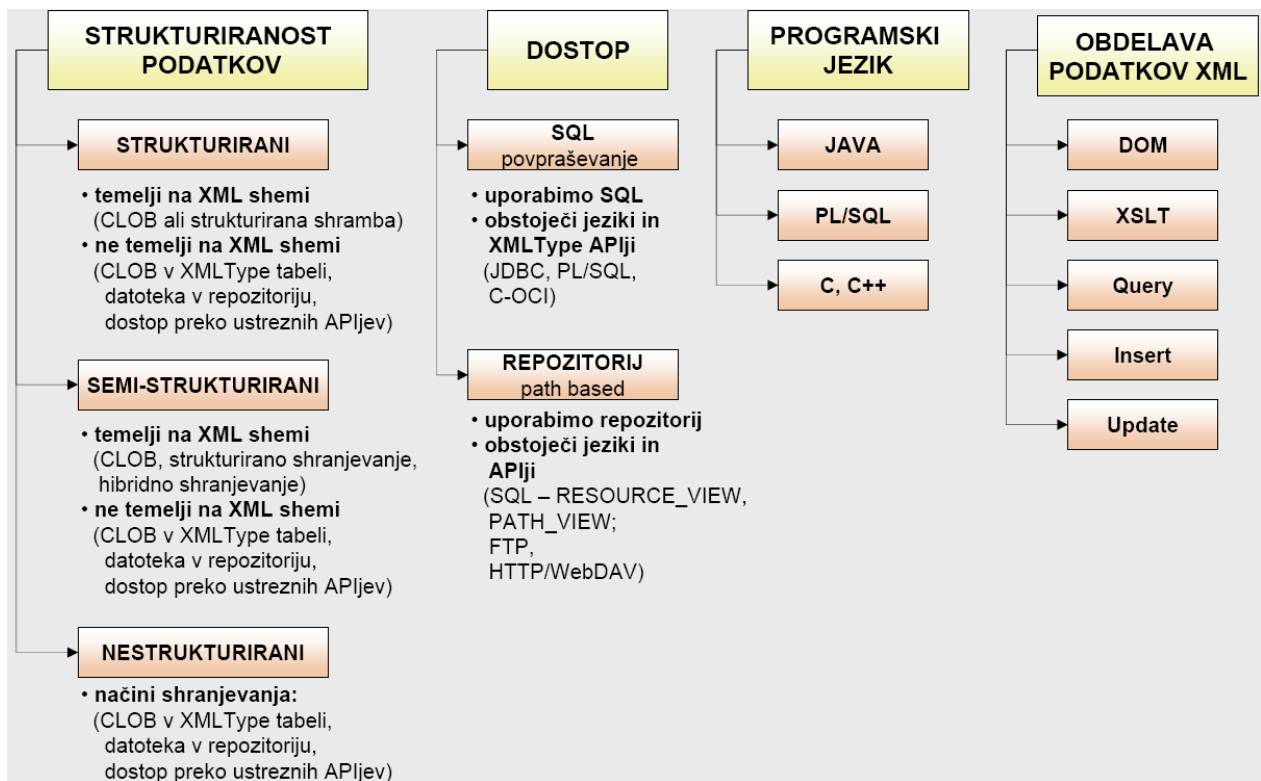 STRUKTURIRANOST
PODATKOV
STRUKTURIRANI
• temelji na XML shemi
(CLOB ali strukturirana shramba)
• ne temelji na XML shemi
(CLOB v XMLType tabeli,
datoteka v repozitoriju,
dostop preko ustreznih APIjev)
SEMI-STRUKTURIRANI
• temelji na XML shemi
(CLOB, strukturirano shranjevanje,
hibridno shranjevanje)
• ne temelji na XML shemi
(CLOB v XMLType tabeli,
datoteka v repozitoriju,
dostop preko ustreznih APIjev)
NESTRUKTURIRANI
• načini shranjevanja:
(CLOB v XMLType tabeli,
datoteka v repozitoriju,
dostop preko ustreznih APIjev)
DOSTOP
SQL
povpraševanje
• uporabimo SQL
• obstoječi jeziki in
XMLType APIji
(JDBC, PL/SQL,
C-OCI)
REPOZITORIJ
path based
• uporabimo repozitorij
• obstoječi jeziki in
APIji
(SQL – RESOURCE_VIEW,
PATH_VIEW;
FTP,
HTTP/WebDAV)
PROGRAMSKI
JEZIK
JAVA
PL/SQL
C, C++
OBDELAVA
PODATKOV XML
DOM
XSLT
Query
Insert
Update